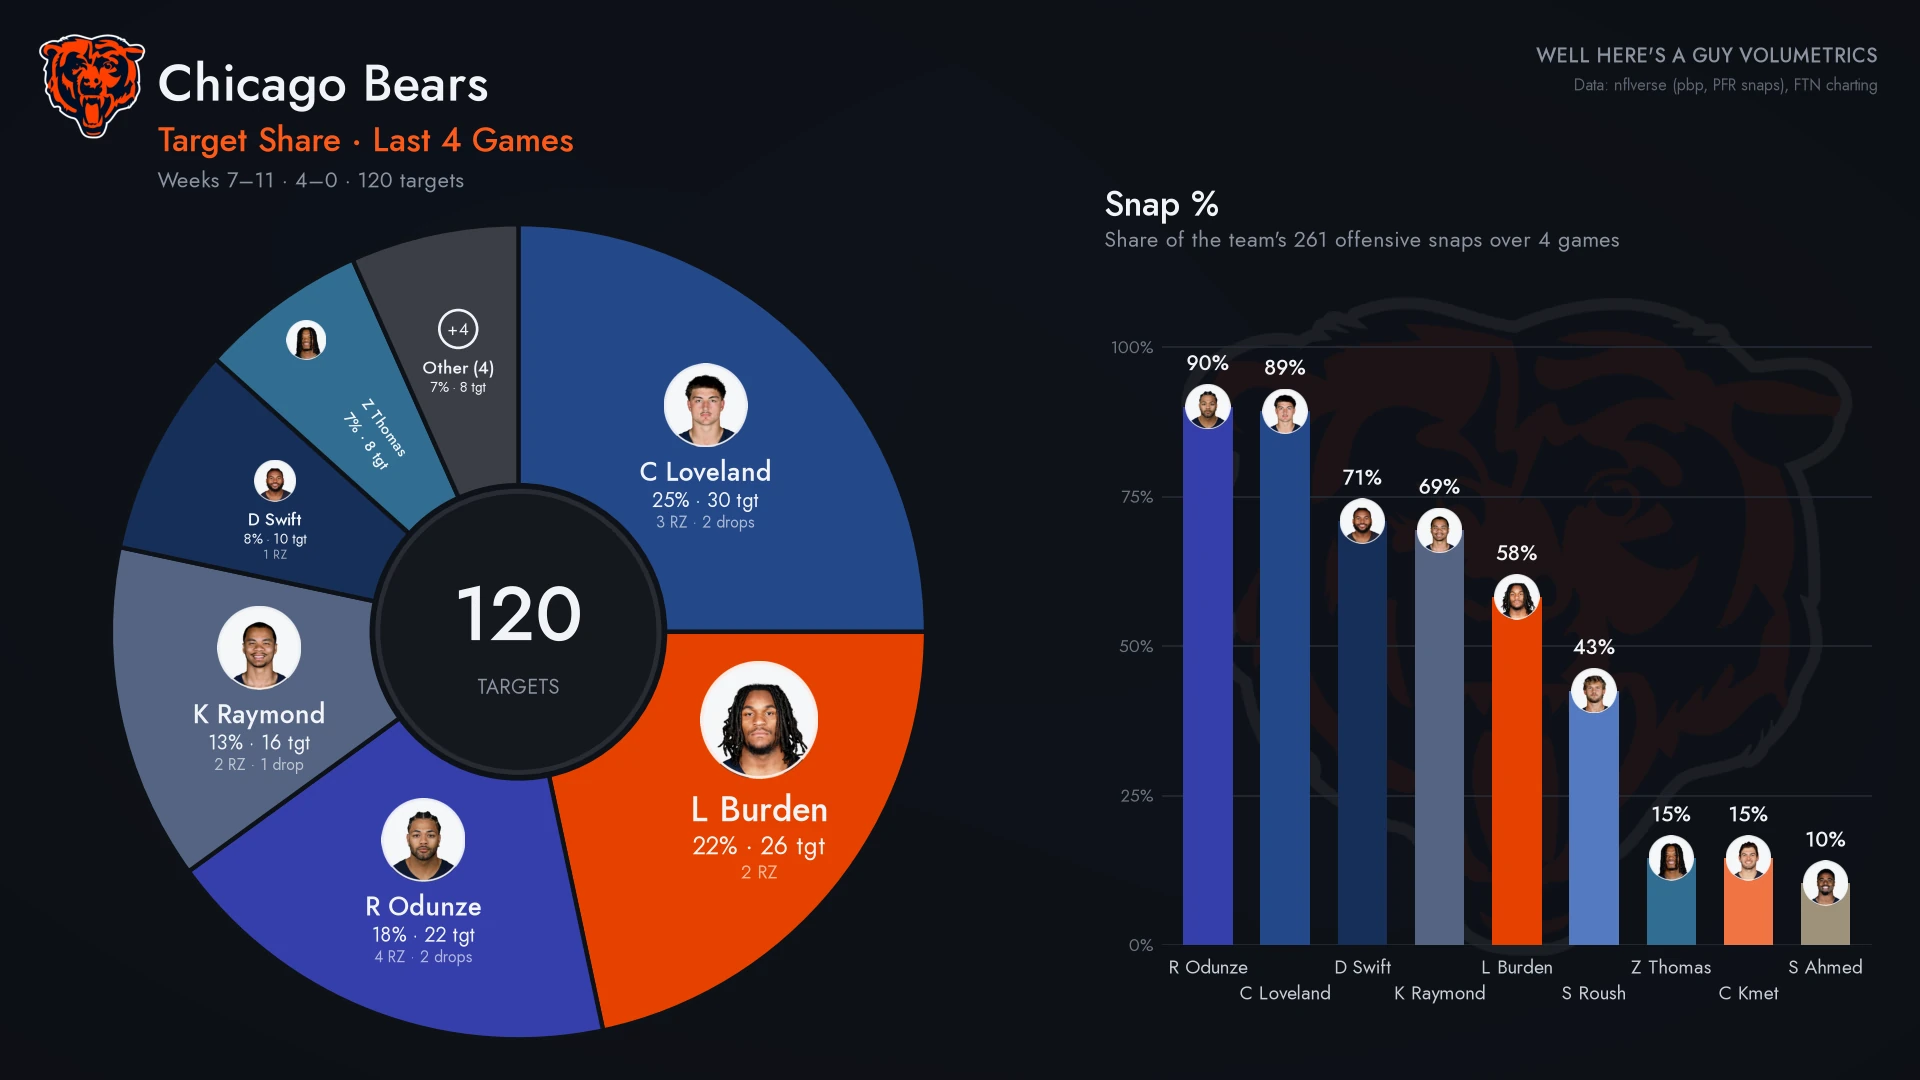 Chicago Bears
Target Share · Last 4 Games
Weeks 7–11 · 4–0 · 120 targets
WELL HERE'S A GUY VOLUMETRICS
Data: nflverse (pbp, PFR snaps), FTN charting
C Loveland
25% · 30 tgt
3 RZ · 2 drops
L Burden
22% · 26 tgt
2 RZ
R Odunze
18% · 22 tgt
4 RZ · 2 drops
K Raymond
13% · 16 tgt
2 RZ · 1 drop
D Swift
8% · 10 tgt
1 RZ
Z Thomas
7% · 8 tgt
+4
Other (4)
7% · 8 tgt
120
TARGETS
Snap %
Share of the team's 261 offensive snaps over 4 games
100%
75%
50%
25%
0%
90%
89%
71%
69%
58%
43%
15%
15%
10%
R Odunze
C Loveland
D Swift
K Raymond
L Burden
S Roush
Z Thomas
C Kmet
S Ahmed